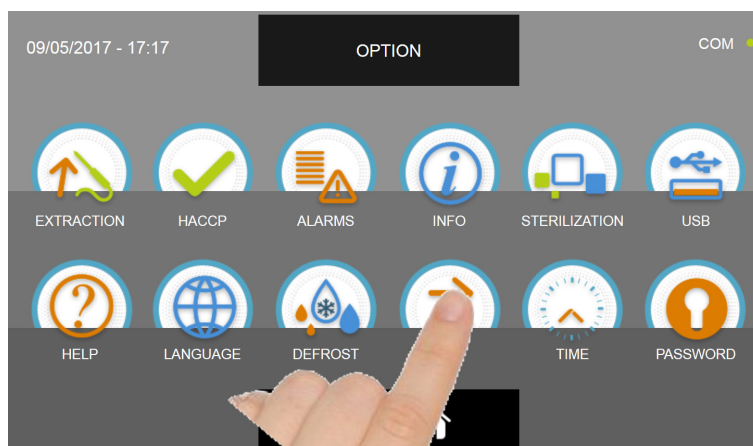 09/05/2017 - 17:17
OPTION
COM
EXTRACTION
HACCP
ALARMS
INFO
STERILIZATION
USB
HELP
LANGUAGE
DEFROST
TIME
PASSWORD